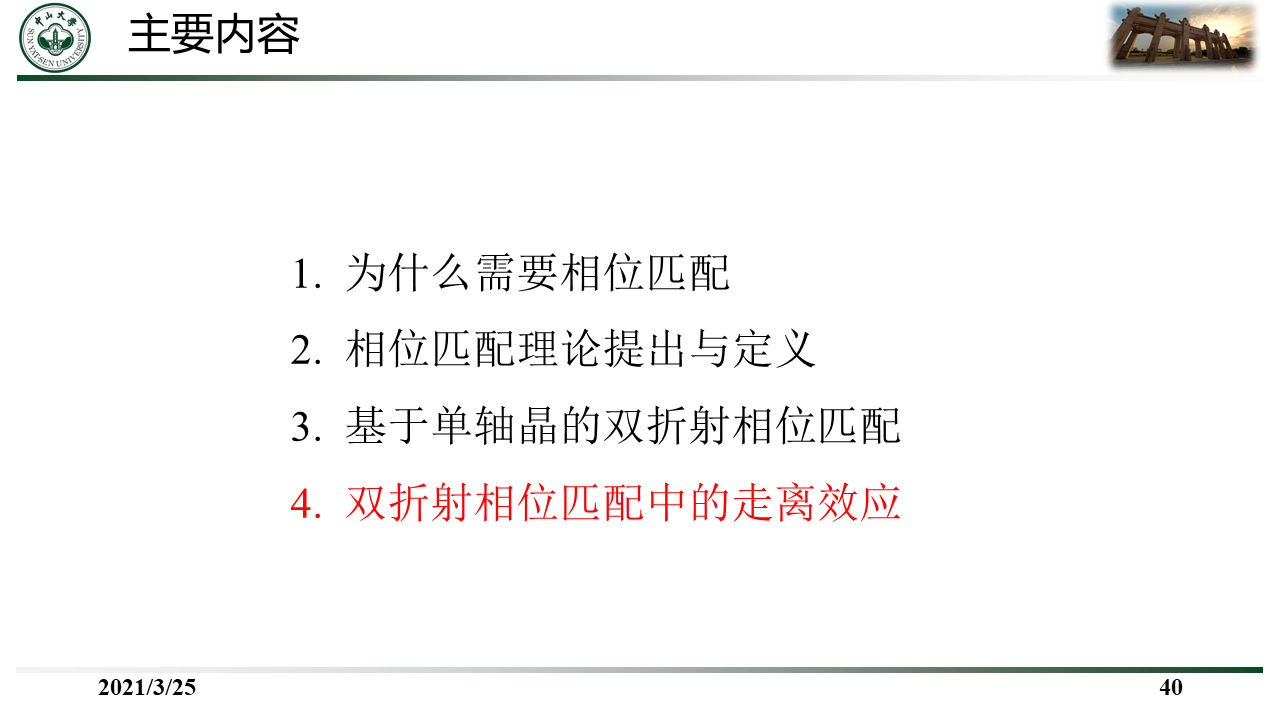 中山大学
SUN YAT-SEN UNIVERSITY
主要内容
1. 为什么需要相位匹配
2. 相位匹配理论提出与定义
3. 基于单轴晶的双折射相位匹配
4. 双折射相位匹配中的走离效应
2021/3/25
40